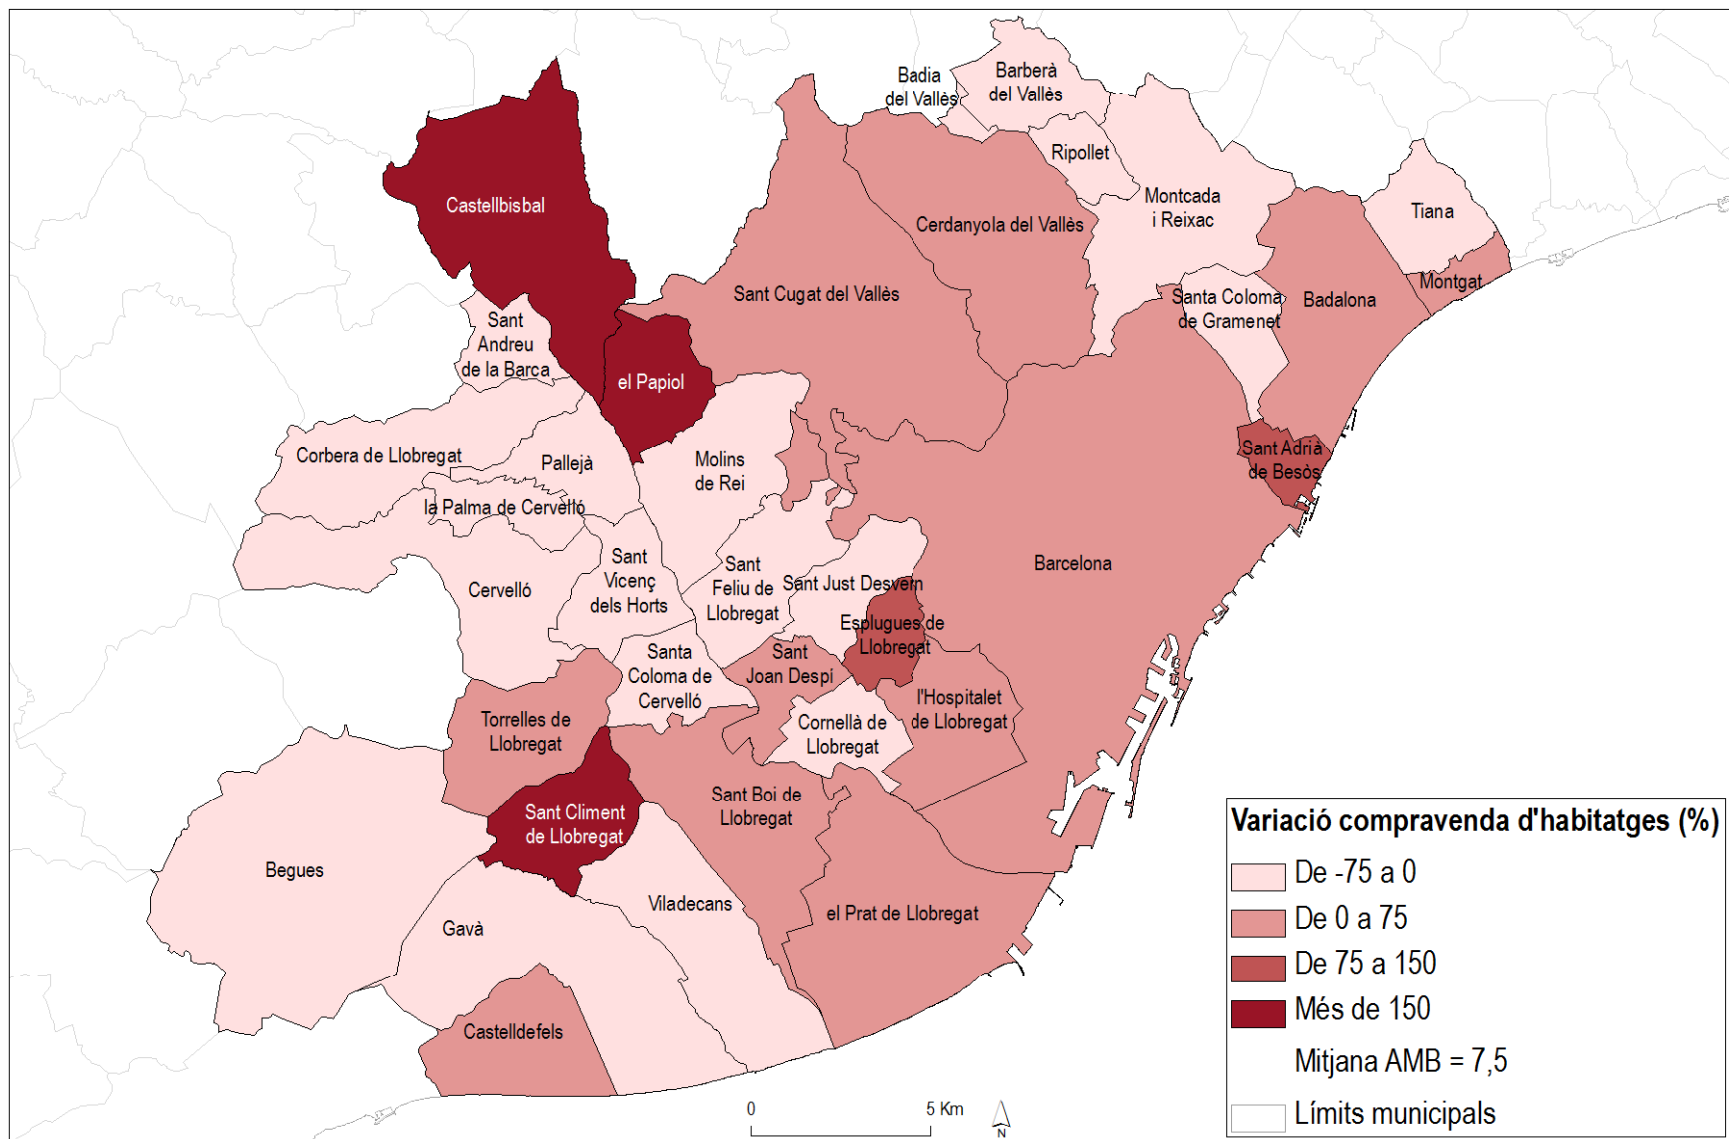 Badia
del Vallès
Barberà
del Vallès
Ripollet
Montcada
i Reixac
Tiana
Montgat
Castellbisbal
Cerdanyola del Vallès
Sant Cugat del Vallès
Santa Coloma
de Gramenet
Badalona
Sant
Andreu
de la Barca
el Papiol
Corbera de Llobregat
Pallejà
Molins
de Rei
Sant Adrià
de Besòs
la Palma de Cervelló
Barcelona
Cervelló
Sant
Vicenç
dels Horts
Sant
Feliu de
Llobregat
Sant Just Desvern
Esplugues de
Llobregat
Santa
Coloma de
Cervelló
Sant
Joan Despí
l'Hospitalet
de Llobregat
Cornellà de
Llobregat
Torrelles de
Llobregat
Sant Climent
de Llobregat
Sant Boi de
Llobregat
Begues
Gavà
Viladecans
el Prat de Llobregat
Castelldefels
0 5 Km
N
Variació compravenda d'habitatges (%)
De -75 a 0
De 0 a 75
De 75 a 150
Més de 150
Mitjana AMB = 7,5
Límits municipals